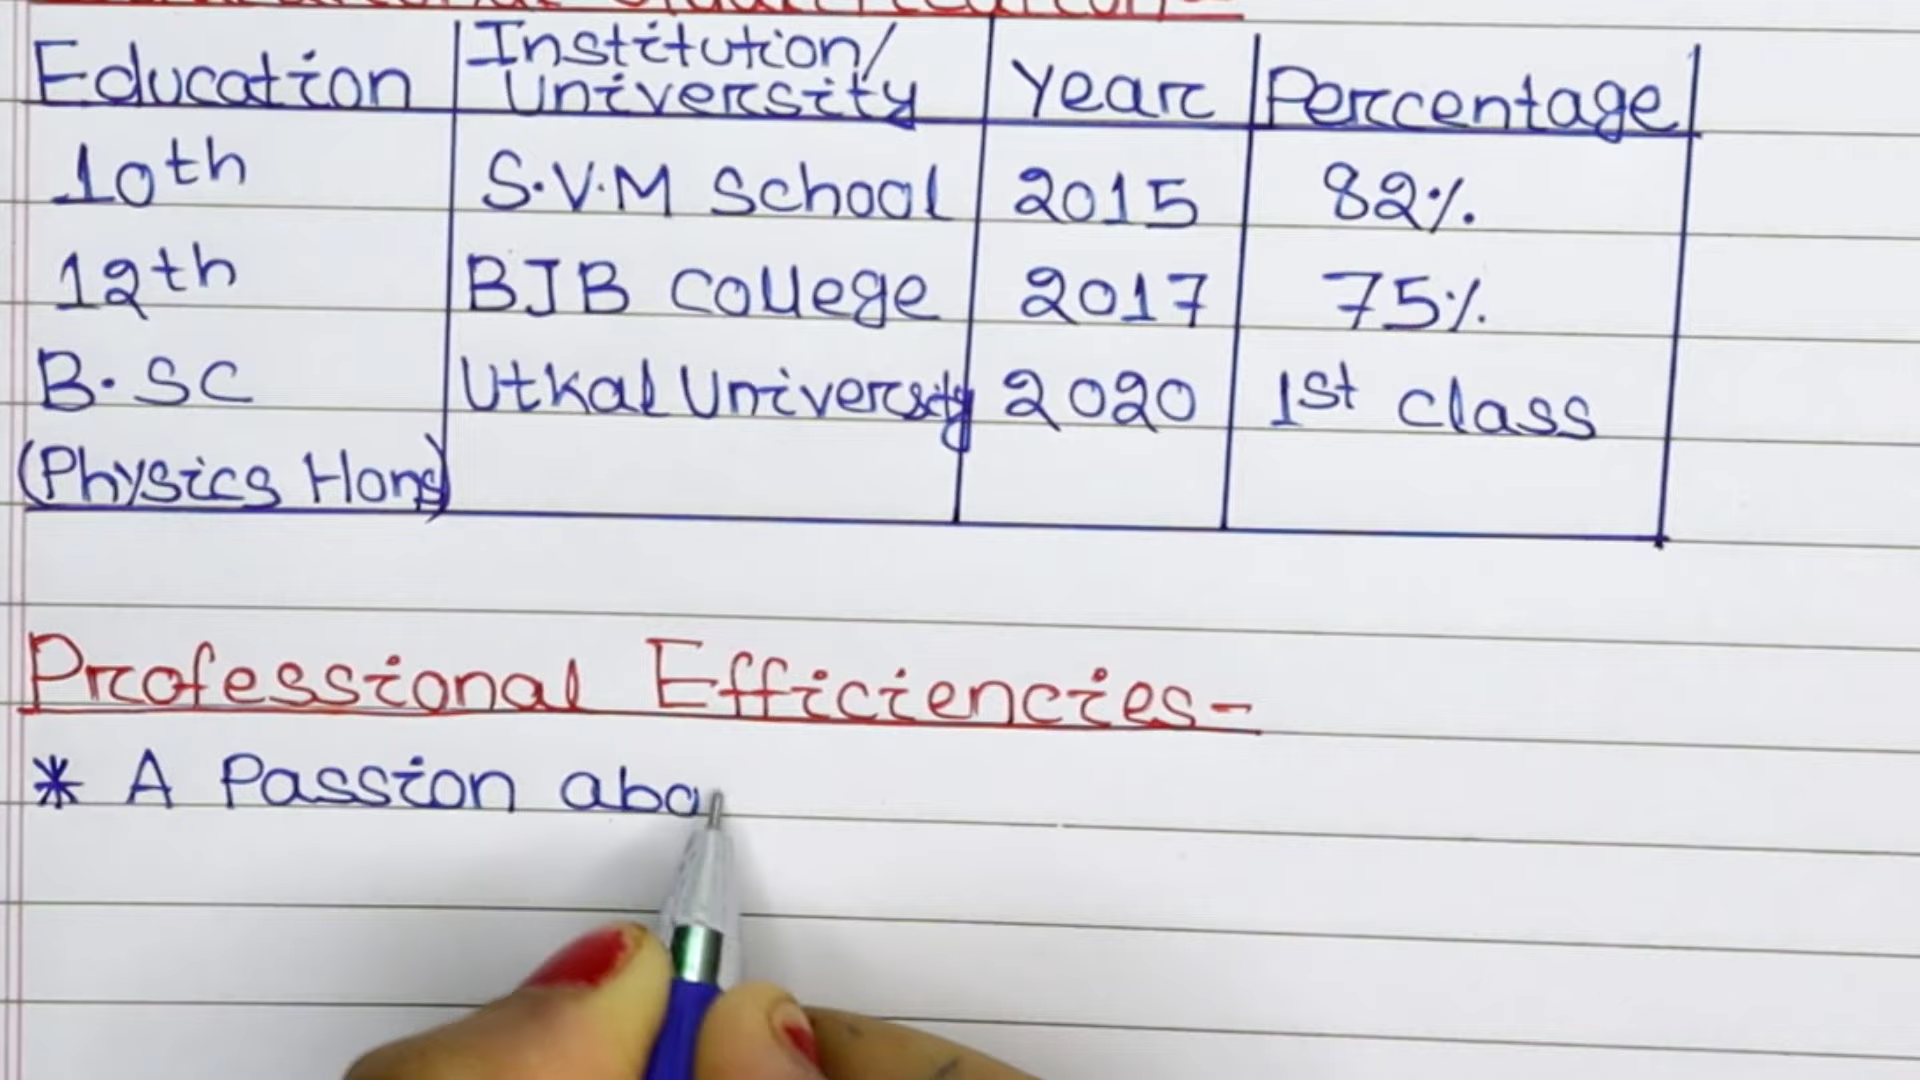 Education Institution/ University Year Percentage
10th S.V.M School 2015 82%
12th BJB College 2017 75%
B.SC Utkal University 2020 1st class
(Physics Hons)
Professional Efficiencies-
* A Passion abo